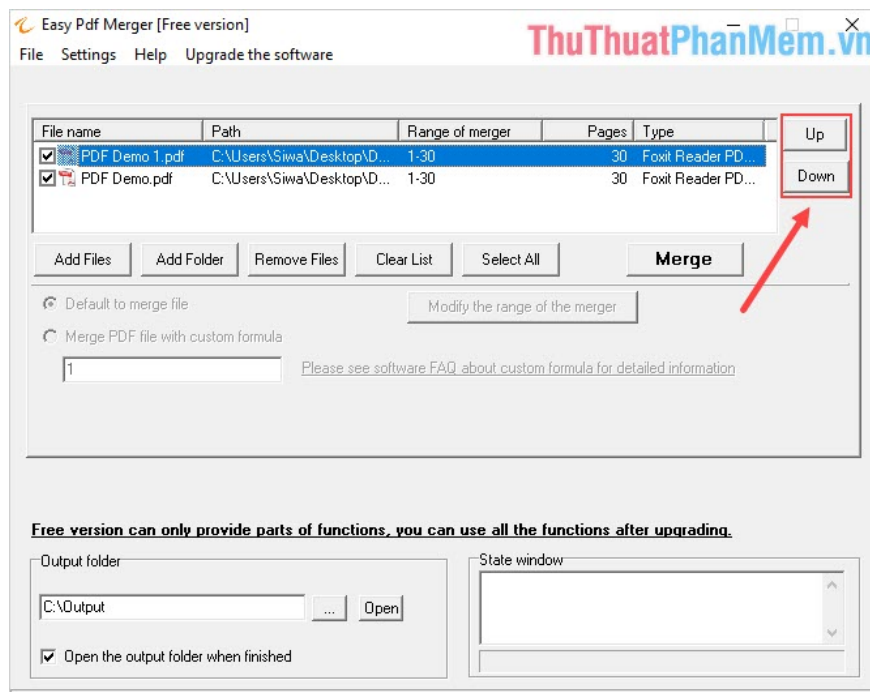 Easy Pdf Merger [Free version]
ThuThuatPhanMem.vn
File Settings Help Upgrade the software
File name Path Range of merger Pages Type
PDF Demo 1.pdf C:\Users\Siwa\Desktop\D... 1-30 30 Foxit Reader PD...
PDF Demo.pdf C:\Users\Siwa\Desktop\D... 1-30 30 Foxit Reader PD...
Up
Down
Add Files Add Folder Remove Files Clear List Select All Merge
Default to merge file Modify the range of the merger
Merge PDF file with custom formula
1 Please see software FAQ about custom formula for detailed information
Free version can only provide parts of functions, you can use all the functions after upgrading.
Output folder State window
C:\Output ... Open
Open the output folder when finished